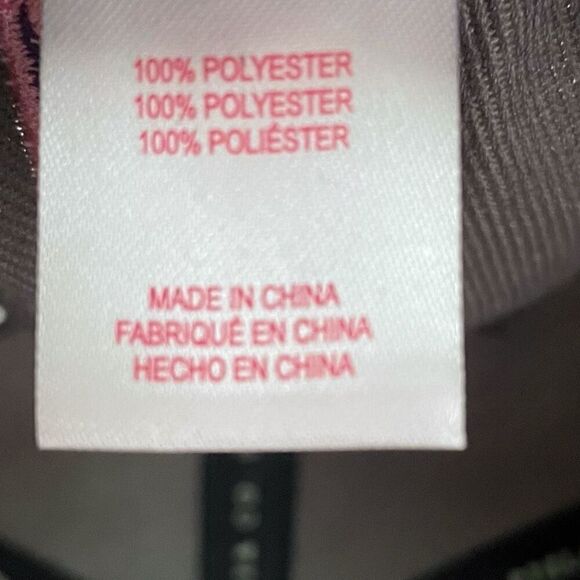 100% POLYESTER
100% POLYESTER
100% POLIÉSTER
MADE IN CHINA
FABRIQUÉ EN CHINA
HECHO EN CHINA